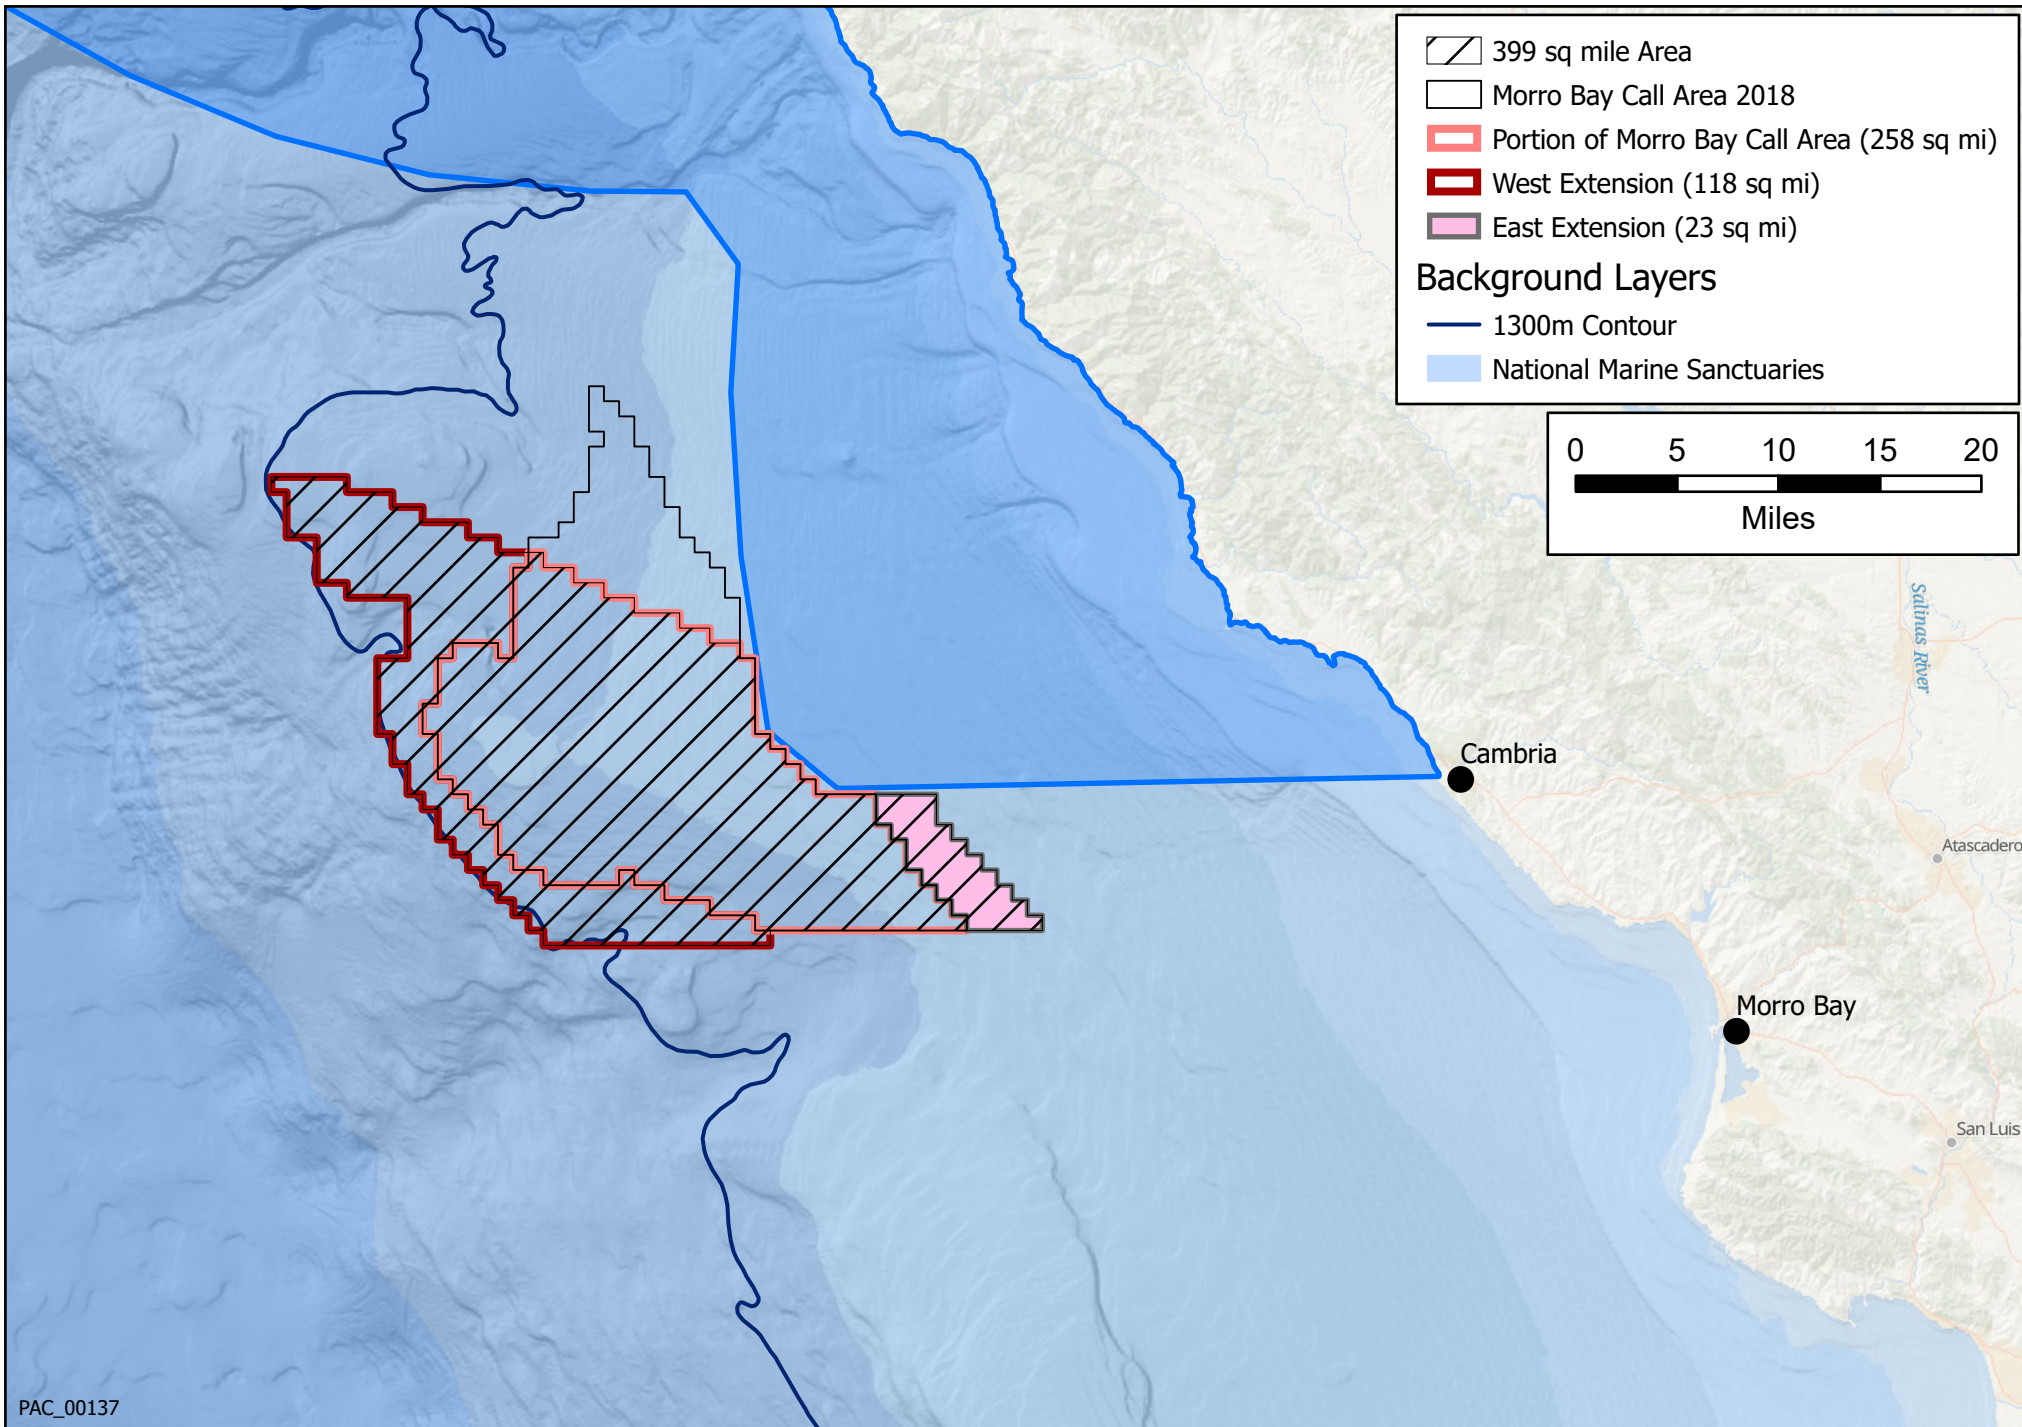 399 sq mile Area
Morro Bay Call Area 2018
Portion of Morro Bay Call Area (258 sq mi)
West Extension (118 sq mi)
East Extension (23 sq mi)
Background Layers
1300m Contour
National Marine Sanctuaries
0 5 10 15 20
Miles
Salinas River
Cambria
Atascadero
Morro Bay
San Luis
PAC_00137